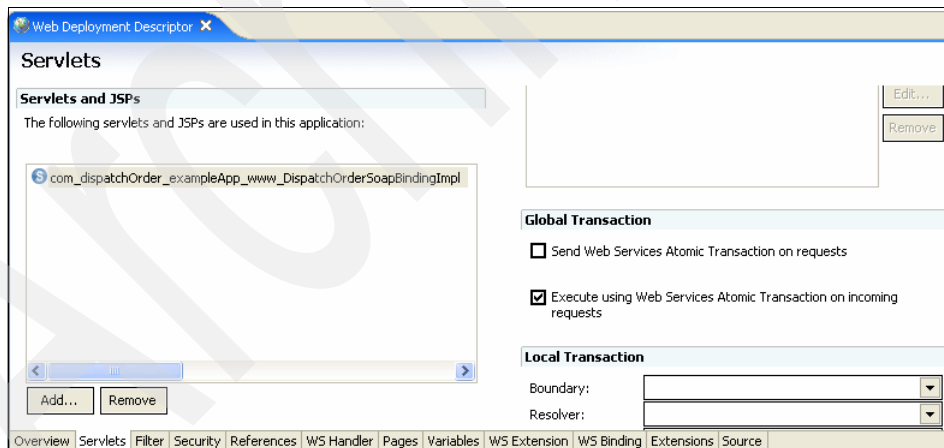 Web Deployment Descriptor
Servlets
Servlets and JSPs
The following servlets and JSPs are used in this application:
com_dispatchOrder_exampleApp_www_DispatchOrderSoapBindingImpl
Add...
Remove
Edit...
Remove
Global Transaction
Send Web Services Atomic Transaction on requests
Execute using Web Services Atomic Transaction on incoming
requests
Local Transaction
Boundary:
Resolver:
Overview Servlets Filter Security References WS Handler Pages Variables WS Extension WS Binding Extensions Source